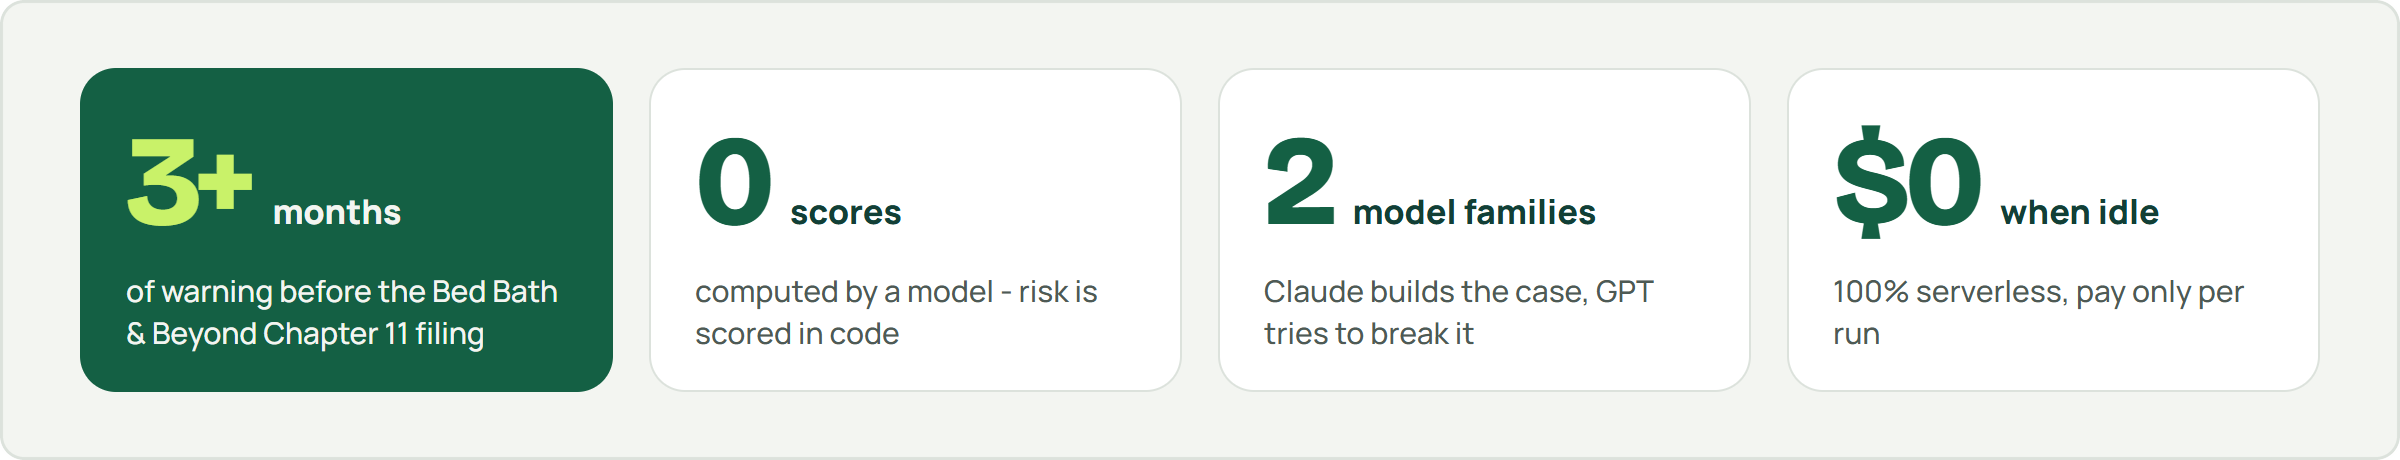 3+ months
of warning before the Bed Bath
& Beyond Chapter 11 filing
0 scores
computed by a model - risk is
scored in code
2 model families
Claude builds the case, GPT
tries to break it
$0 when idle
100% serverless, pay only per
run